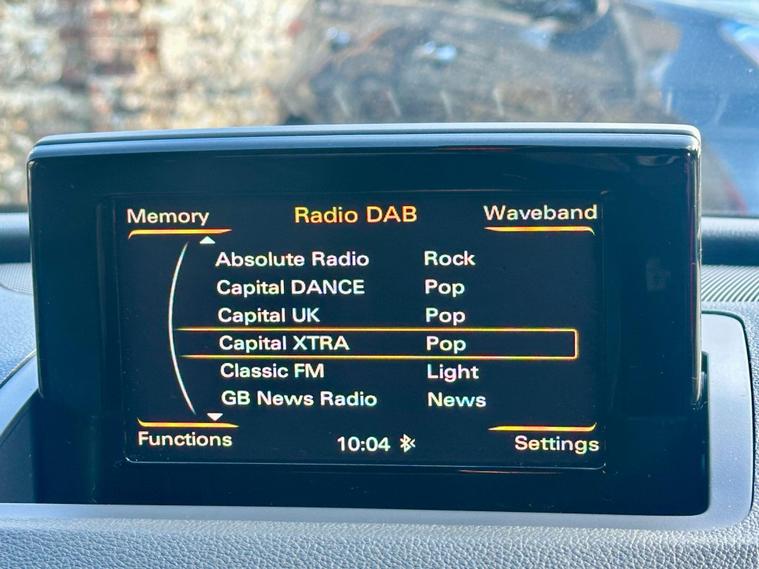 Memory Radio DAB Waveband
Absolute Radio Rock
Capital DANCE Pop
Capital UK Pop
Capital XTRA Pop
Classic FM Light
GB News Radio News
Functions 10:04 Settings